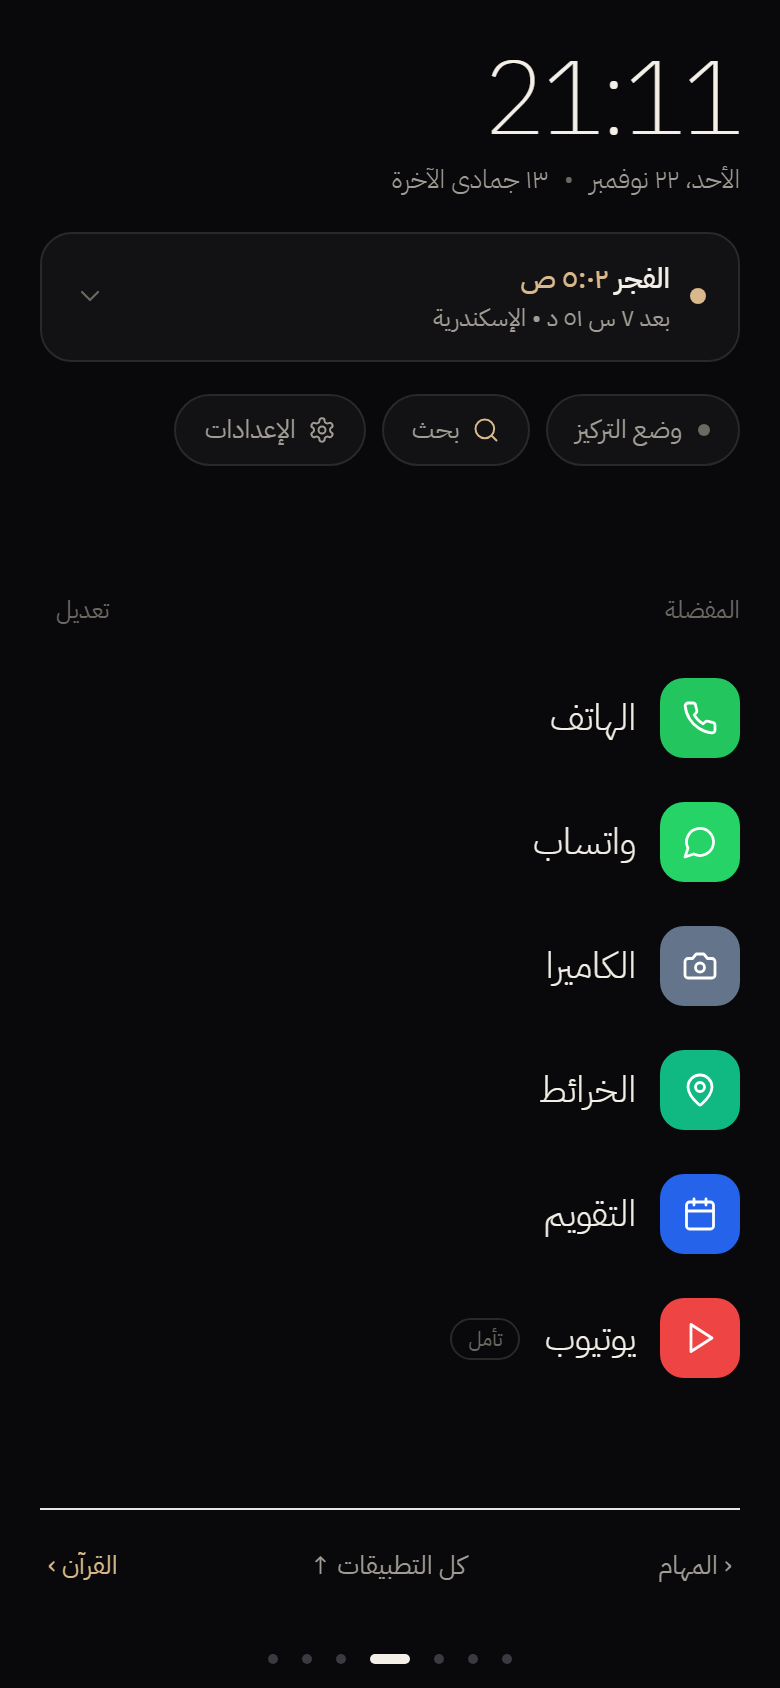 21:11
الأحد، ٢٢ نوفمبر • ١٣ جمادى الآخرة
الفجر ٥:٠٢ ص
بعد ٧ س ٥١ د • الإسكندرية
وضع التركيز
بحث
الإعدادات
المفضلة
تعديل
الهاتف
واتساب
الكاميرا
الخرائط
التقويم
يوتيوب
تأمل
‹ المهام
كل التطبيقات ↑
القرآن ›